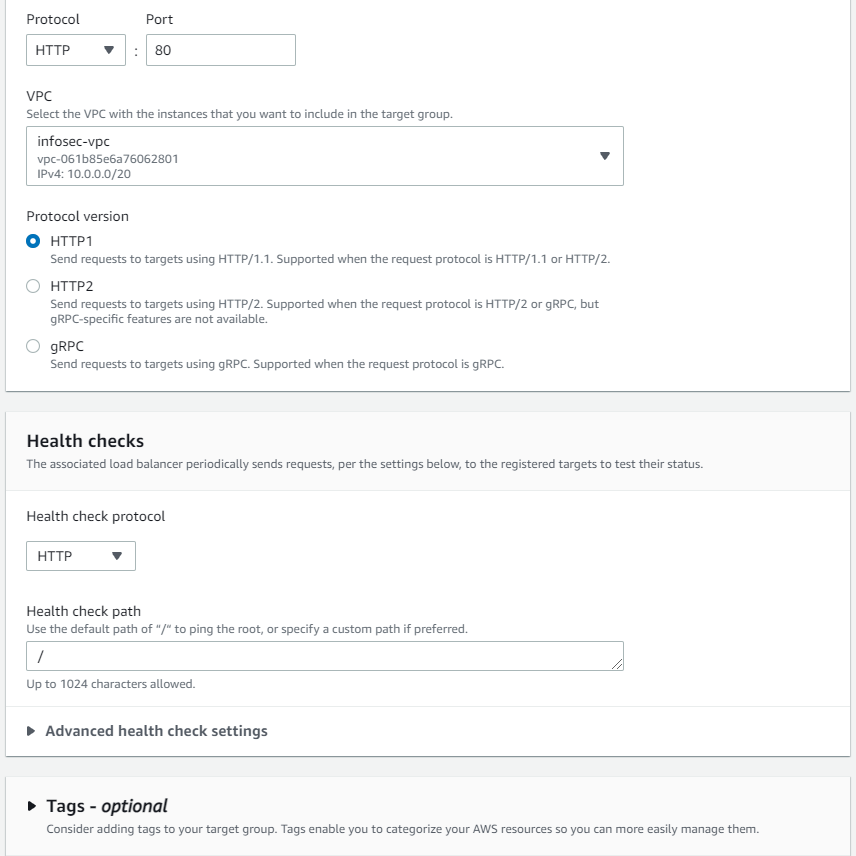 Protocol Port
HTTP : 80
VPC
Select the VPC with the instances that you want to include in the target group.
infosec-vpc
vpc-061b85e6a76062801
IPv4: 10.0.0.0/20
Protocol version
HTTP1
Send requests to targets using HTTP/1.1. Supported when the request protocol is HTTP/1.1 or HTTP/2.
HTTP2
Send requests to targets using HTTP/2. Supported when the request protocol is HTTP/2 or gRPC, but
gRPC-specific features are not available.
gRPC
Send requests to targets using gRPC. Supported when the request protocol is gRPC.
Health checks
The associated load balancer periodically sends requests, per the settings below, to the registered targets to test their status.
Health check protocol
HTTP
Health check path
Use the default path of "/" to ping the root, or specify a custom path if preferred.
/
Up to 1024 characters allowed.
Advanced health check settings
Tags - optional
Consider adding tags to your target group. Tags enable you to categorize your AWS resources so you can more easily manage them.